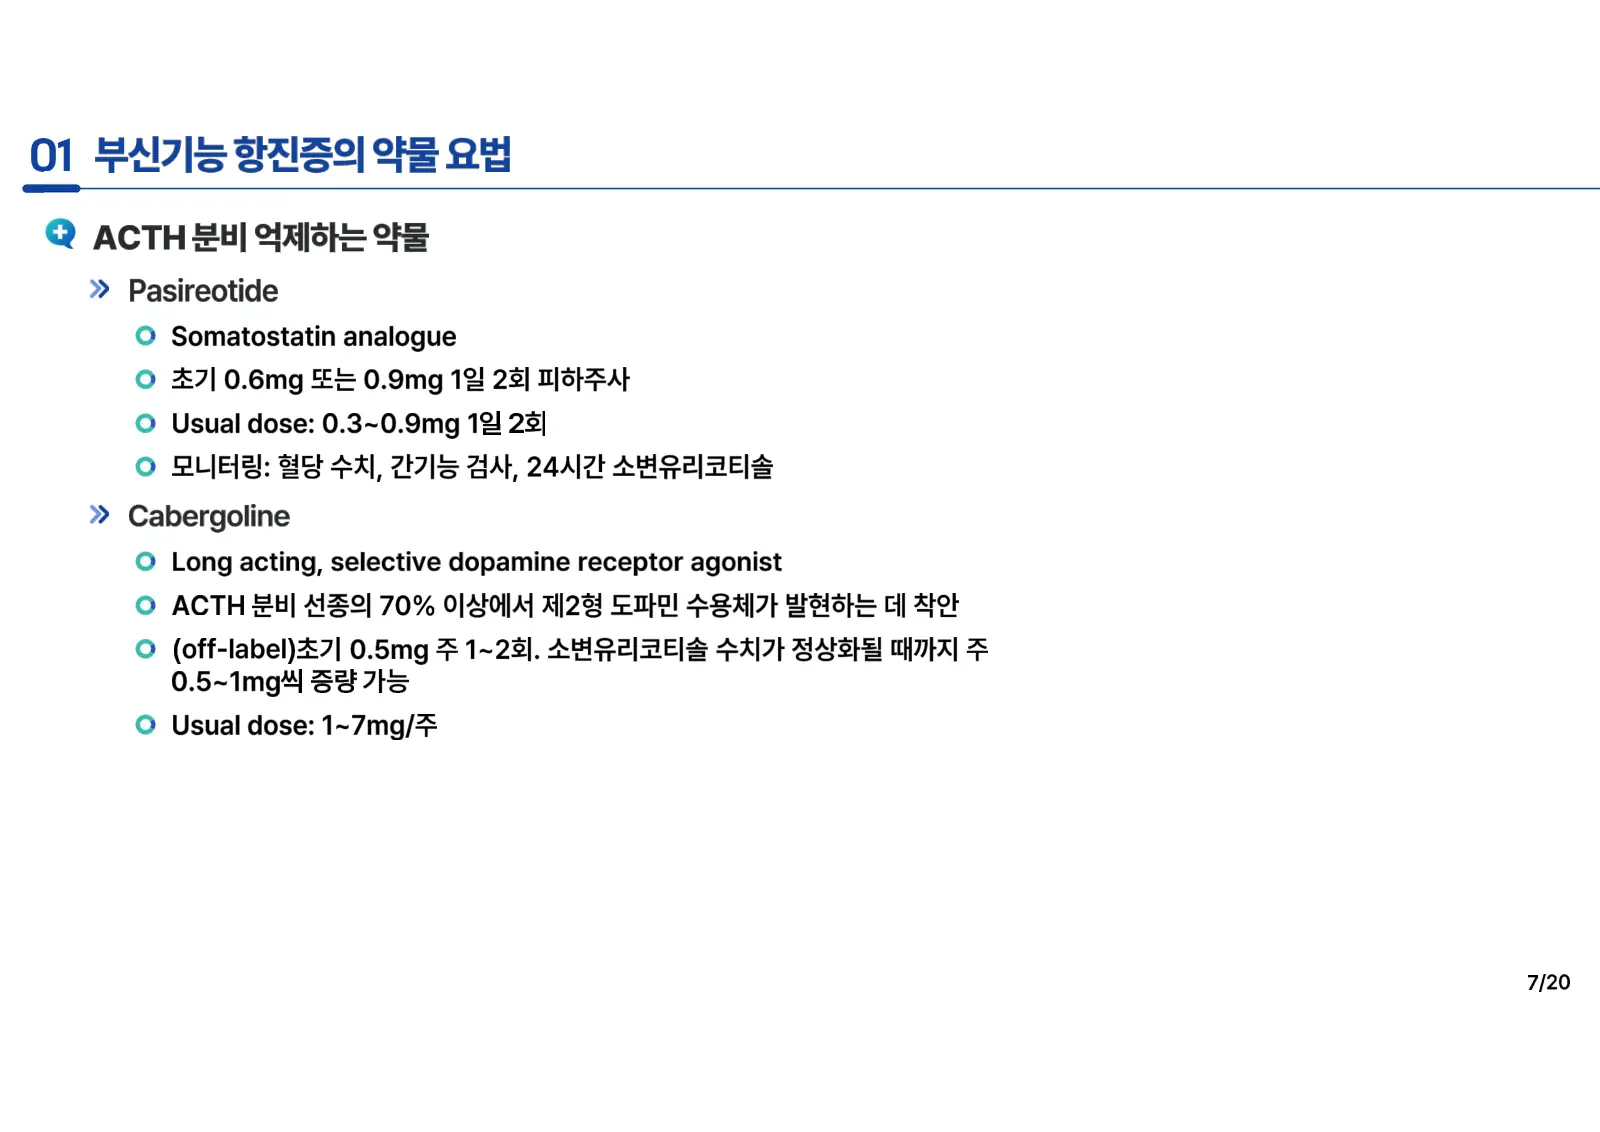 01 부신기능 항진증의 약물 요법
ACTH 분비 억제하는 약물
Pasireotide
Somatostatin analogue
초기 0.6mg 또는 0.9mg 1일 2회 피하주사
Usual dose: 0.3~0.9mg 1일 2회
모니터링: 혈당 수치, 간기능 검사, 24시간 소변유리코티솔
Cabergoline
Long acting, selective dopamine receptor agonist
ACTH 분비 선종의 70% 이상에서 제2형 도파민 수용체가 발현하는 데 착안
(off-label)초기 0.5mg 주 1~2회. 소변유리코티솔 수치가 정상화될 때까지 주
0.5~1mg씩 증량 가능
Usual dose: 1~7mg/주
7/20